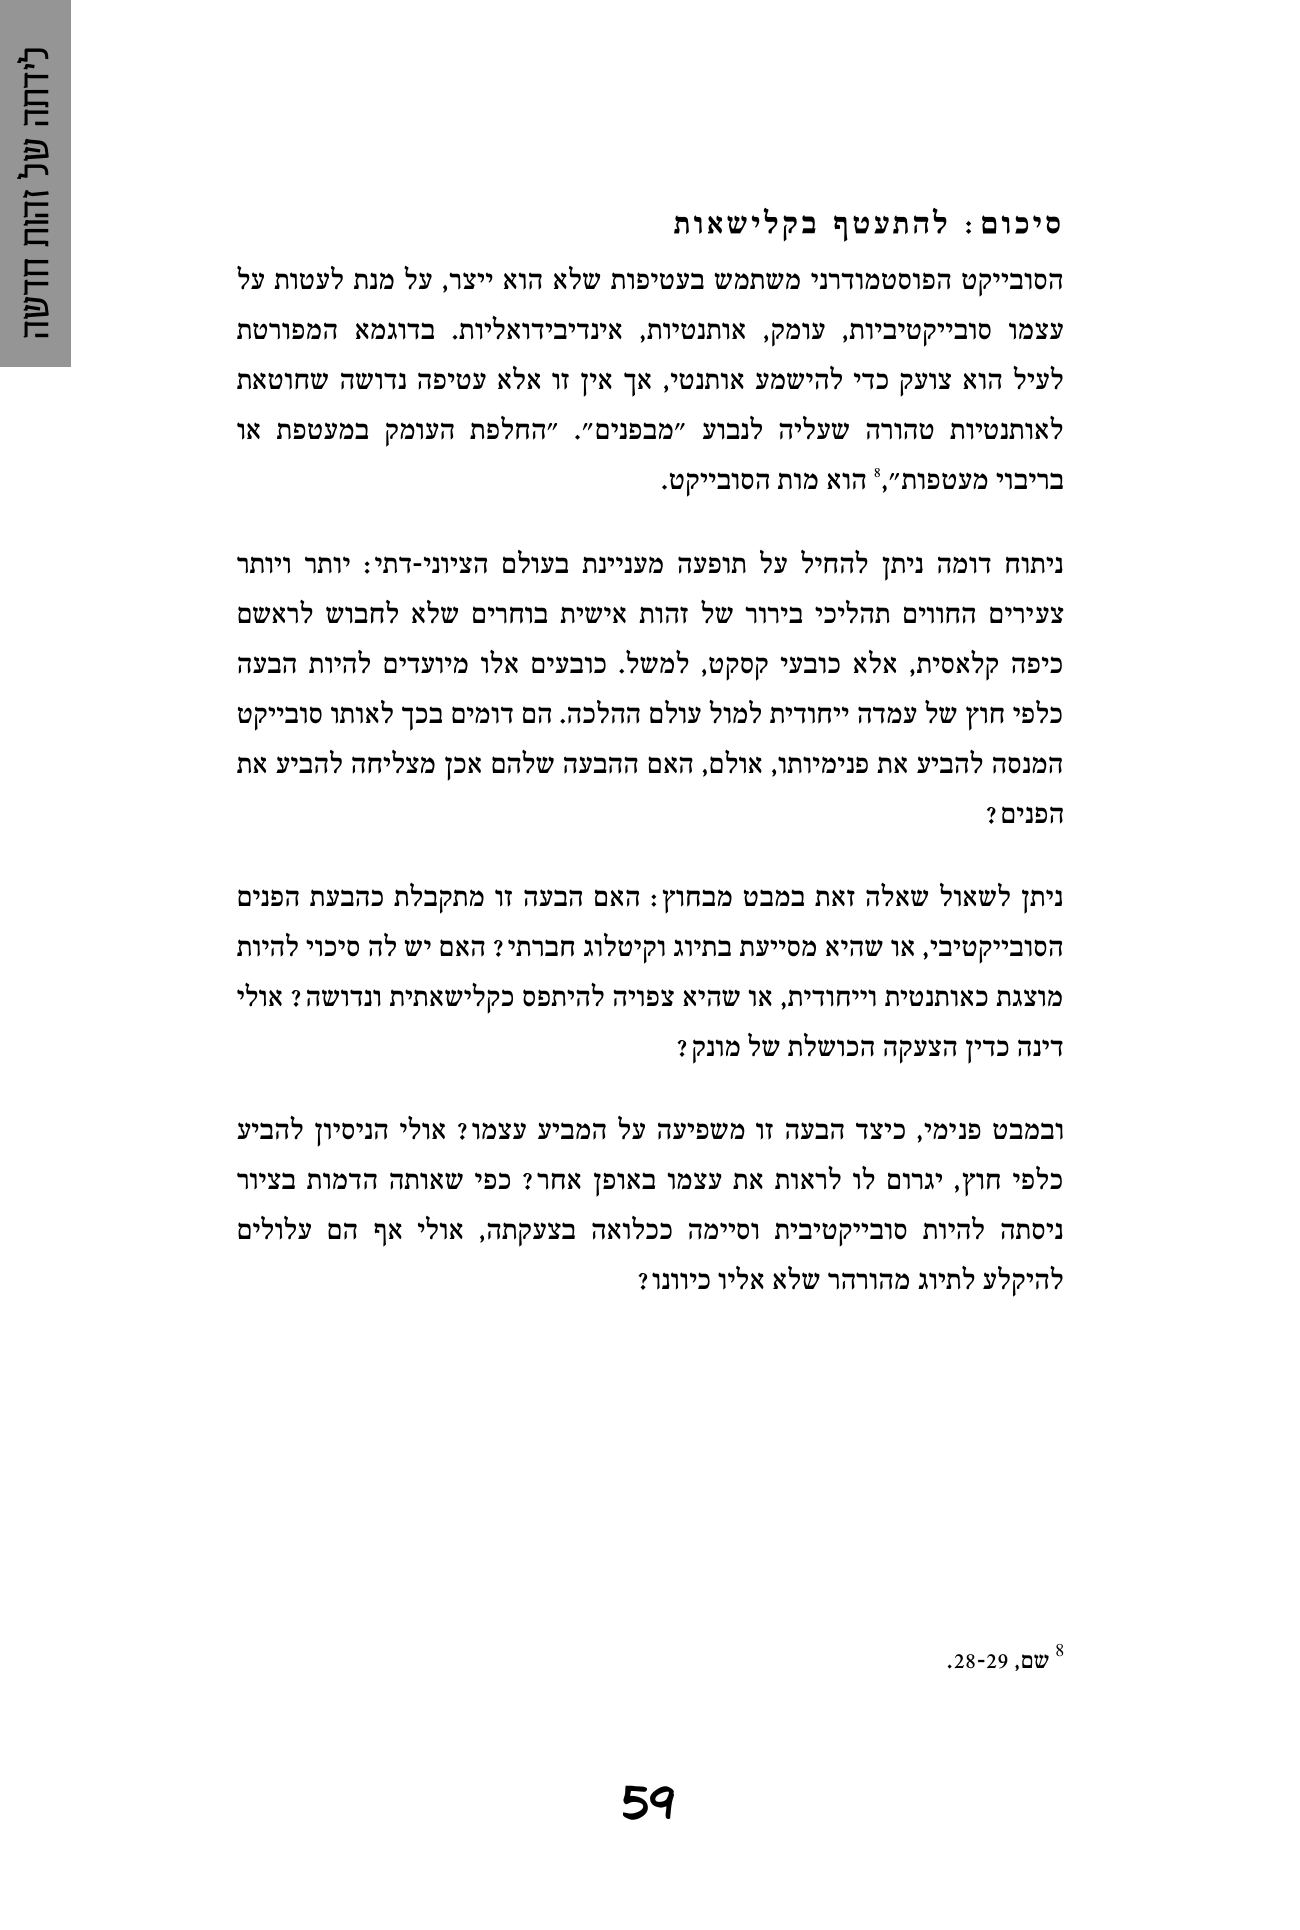 לידתה של זהות חדשה
סיכום: להתעטף בקלישאות
הסובייקט הפוסטמודרני משתמש בעטיפות שלא הוא ייצר, על מנת לעטות על
עצמו סובייקטיביות, עומק, אותנטיות, אינדיבידואליות. בדוגמא המפורטת
לעיל הוא צועק כדי להישמע אותנטי, אך אין זו אלא עטיפה נדושה שחוטאת
לאותנטיות טהורה שעליה לנבוע ״מבפנים״. ״החלפת העומק במעטפת או
בריבוי מעטפות״,8 הוא מות הסובייקט.
ניתוח דומה ניתן להחיל על תופעה מעניינת בעולם הציוני-דתי: יותר ויותר
צעירים החווים תהליכי בירור של זהות אישית בוחרים שלא לחבוש לראשם
כיפה קלאסית, אלא כובעי קסקט, למשל. כובעים אלו מיועדים להיות הבעה
כלפי חוץ של עמדה ייחודית למול עולם ההלכה. הם דומים בכך לאותו סובייקט
המנסה להביע את פנימיותו, אולם, האם ההבעה שלהם אכן מצליחה להביע את
הפנים?
ניתן לשאול שאלה זאת במבט מבחוץ: האם הבעה זו מתקבלת כהבעת הפנים
הסובייקטיבי, או שהיא מסייעת בתיוג וקיטלוג חברתי? האם יש לה סיכוי להיות
מוצגת כאותנטית וייחודית, או שהיא צפויה להיתפס כקלישאתית ונדושה? אולי
דינה כדין הצעקה הכושלת של מונק?
ובמבט פנימי, כיצד הבעה זו משפיעה על המביע עצמו? אולי הניסיון להביע
כלפי חוץ, יגרום לו לראות את עצמו באופן אחר? כפי שאותה הדמות בציור
ניסתה להיות סובייקטיבית וסיימה ככלואה בצעקתה, אולי אף הם עלולים
להיקלע לתיוג מהורהר שלא אליו כיוונו?
8 שם, 28-29.
59